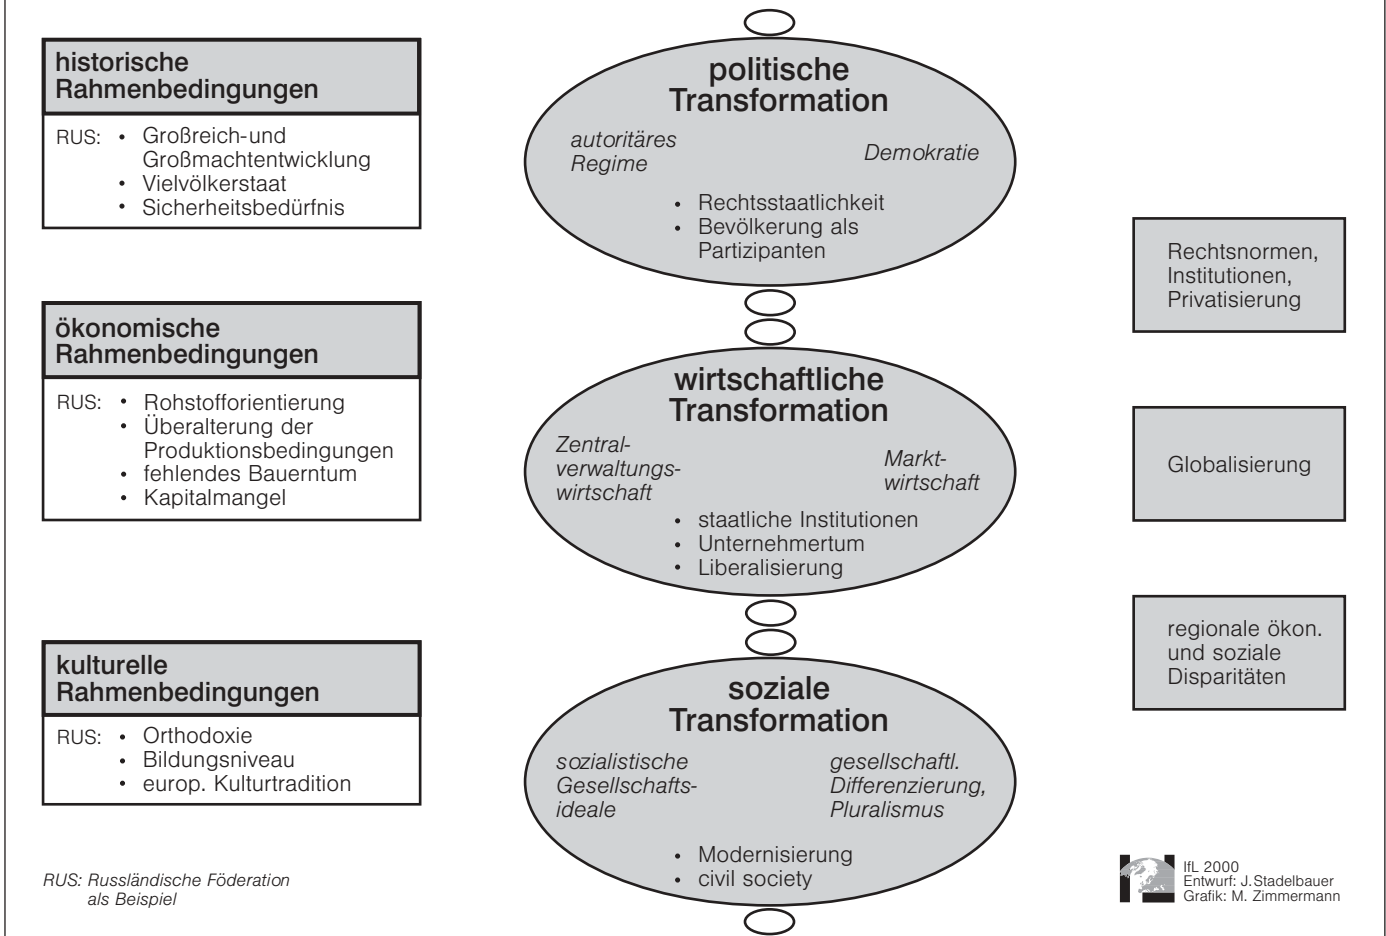 historische
Rahmenbedingungen
RUS: • Großreich-und
Großmachtentwicklung
• Vielvölkerstaat
• Sicherheitsbedürfnis
ökonomische
Rahmenbedingungen
RUS: • Rohstofforientierung
• Überalterung der
Produktionsbedingungen
• fehlendes Bauerntum
• Kapitalmangel
kulturelle
Rahmenbedingungen
RUS: • Orthodoxie
• Bildungsniveau
• europ. Kulturtradition
RUS: Russländische Föderation
als Beispiel
politische
Transformation
autoritäres
Regime
Demokratie
• Rechtsstaatlichkeit
• Bevölkerung als
Partizipanten
wirtschaftliche
Transformation
Zentral-
verwaltungs-
wirtschaft
Markt-
wirtschaft
• staatliche Institutionen
• Unternehmertum
• Liberalisierung
soziale
Transformation
sozialistische
Gesellschafts-
ideale
gesellschaftl.
Differenzierung,
Pluralismus
• Modernisierung
• civil society
Rechtsnormen,
Institutionen,
Privatisierung
Globalisierung
regionale ökon.
und soziale
Disparitäten
IfL 2000
Entwurf: J. Stadelbauer
Grafik: M. Zimmermann